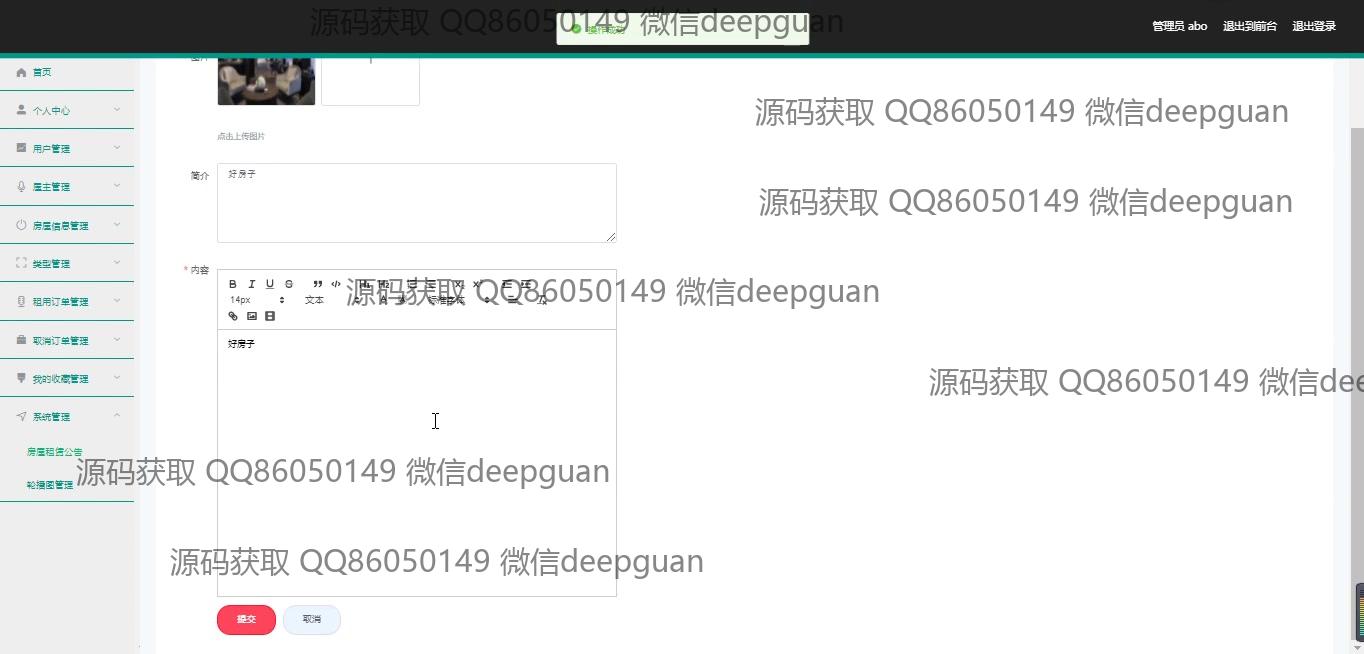 源码获取 QQ86050149 微信deepguan
操作成功
管理员 abo
退出到前台
退出登录
首页
个人中心
用户管理
屋主管理
房屋信息管理
类型管理
租用订单管理
取消订单管理
我的收藏管理
系统管理
房屋租赁公告
轮播图管理
图片
点击上传图片
源码获取 QQ86050149 微信deepguan
简介
好房子
源码获取 QQ86050149 微信deepguan
* 内容
源码获取 QQ86050149 微信deepguan
14px
文本
标准字体
好房子
源码获取 QQ86050149 微信dee
源码获取 QQ86050149 微信deepguan
源码获取 QQ86050149 微信deepguan
提交
取消